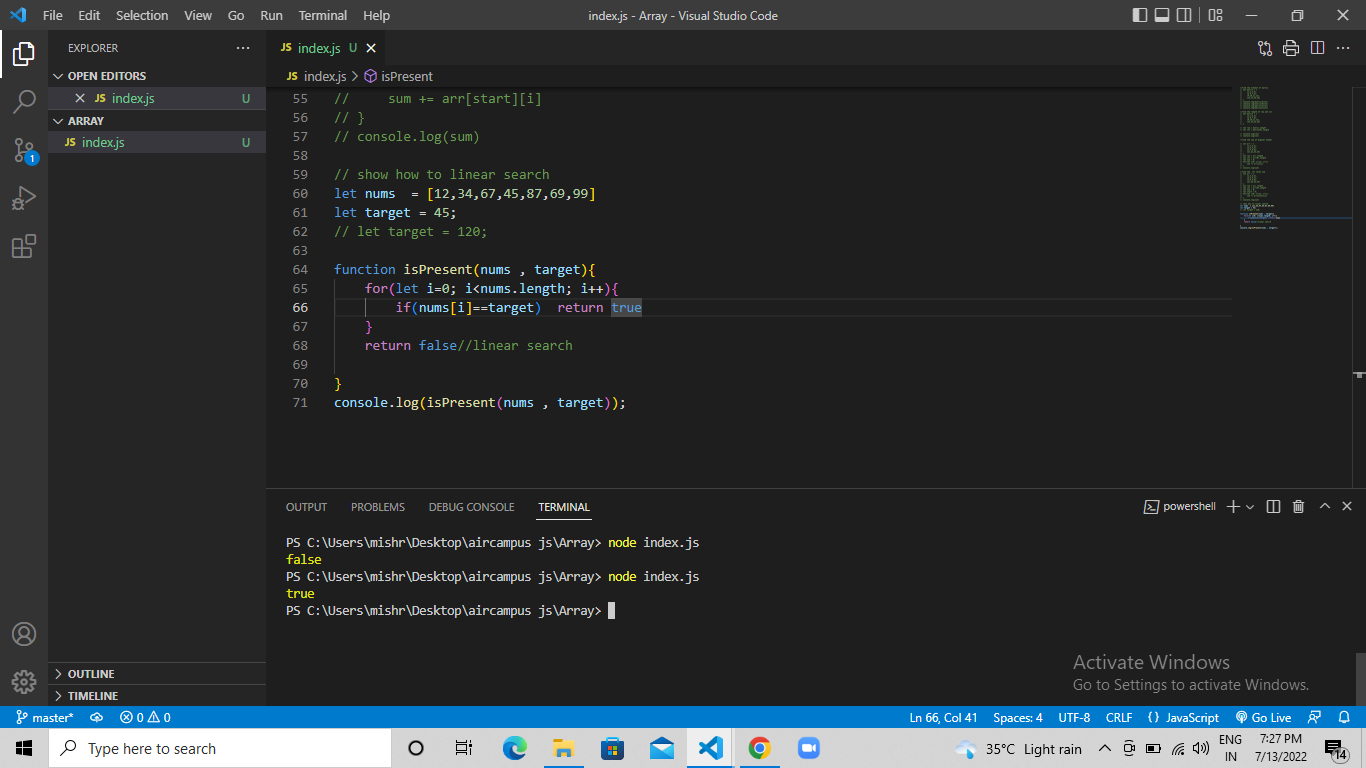 File Edit Selection View Go Run Terminal Help
index.js - Array - Visual Studio Code
EXPLORER
OPEN EDITORS
JS index.js U
ARRAY
JS index.js U
OUTLINE
TIMELINE
1
JS index.js U
JS index.js > isPresent
55 //     sum += arr[start][i]
56 // }
57 // console.log(sum)
58
59 // show how to linear search
60 let nums  = [12,34,67,45,87,69,99]
61 let target = 45;
62 // let target = 120;
63
64 function isPresent(nums , target){
65     for(let i=0; i<nums.length; i++){
66         if(nums[i]==target)  return true
67     }
68     return false//linear search
69
70 }
71 console.log(isPresent(nums , target));
OUTPUT PROBLEMS DEBUG CONSOLE TERMINAL
powershell
PS C:\Users\mishr\Desktop\aircampus js\Array> node index.js
false
PS C:\Users\mishr\Desktop\aircampus js\Array> node index.js
true
PS C:\Users\mishr\Desktop\aircampus js\Array>
Activate Windows
Go to Settings to activate Windows.
master* 0 0
Ln 66, Col 41 Spaces: 4 UTF-8 CRLF {} JavaScript Go Live
Type here to search
35°C Light rain
ENG
IN
7:27 PM
7/13/2022
14